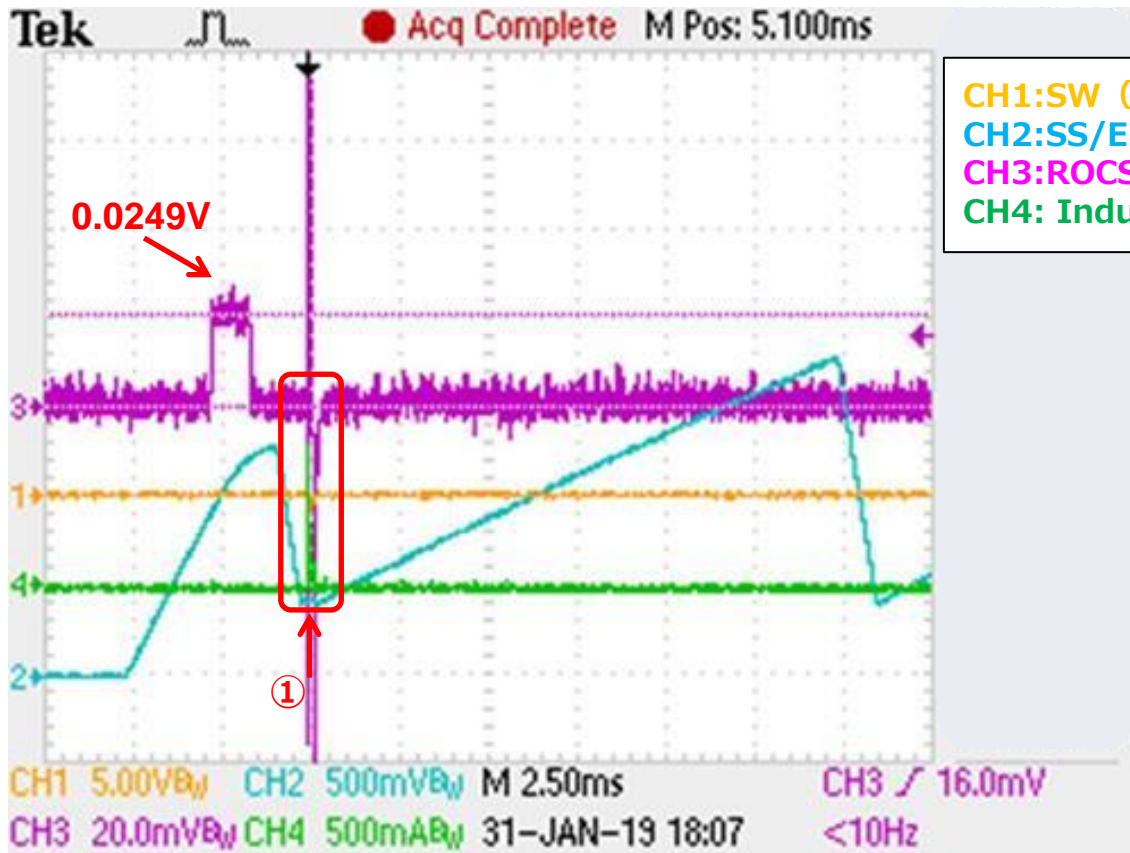 Tek Acq Complete M Pos: 5.100ms
CH1:SW（
CH2:SS/E
CH3:ROCS
CH4: Indu
0.0249V
3
1
4
2
①
CH1 5.00VBW CH2 500mVBW M 2.50ms CH3 16.0mV
CH3 20.0mVBW CH4 500mABW 31-JAN-19 18:07 <10Hz